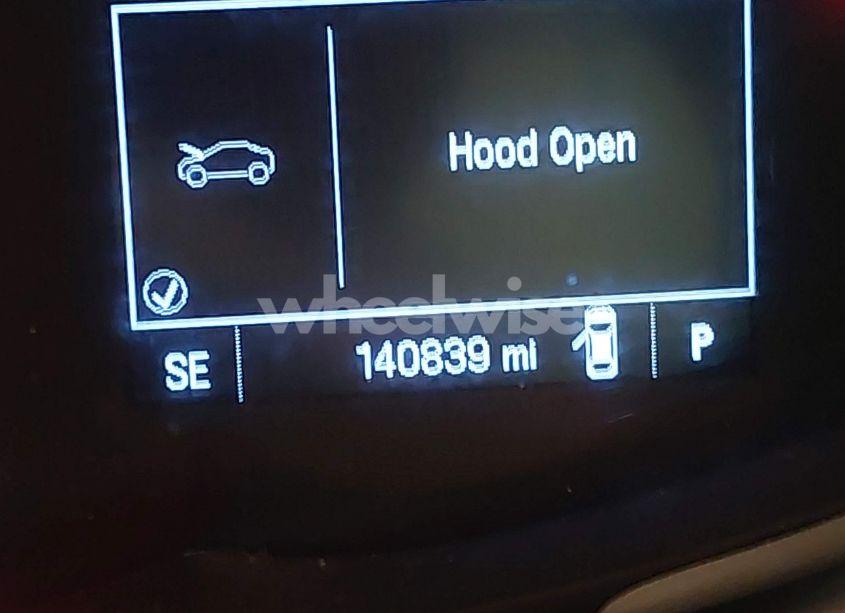 Hood Open
wheelwise
SE 140839 mi P